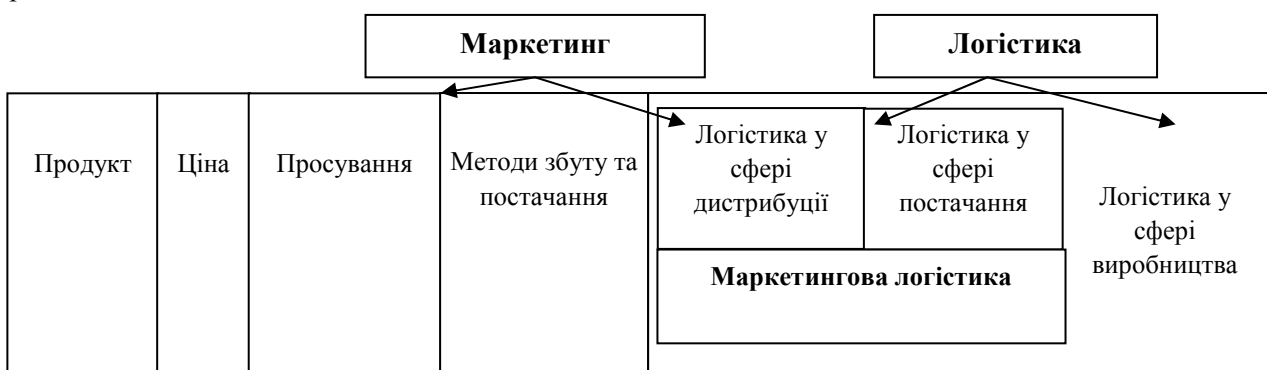 Маркетинг
Логістика
Продукт
Ціна
Просування
Методи збуту та
постачання
Логістика у
сфері
дистрибуції
Логістика у
сфері
постачання
Логістика у
сфері
виробництва
Маркетингова логістика